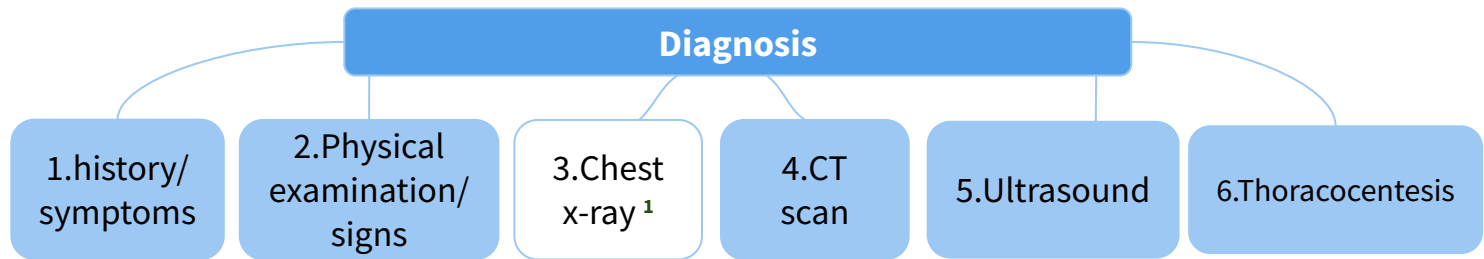 Diagnosis
1.history/
symptoms
2.Physical
examination/
signs
3.Chest
x-ray 1
4.CT
scan
5.Ultrasound
6.Thoracocentesis